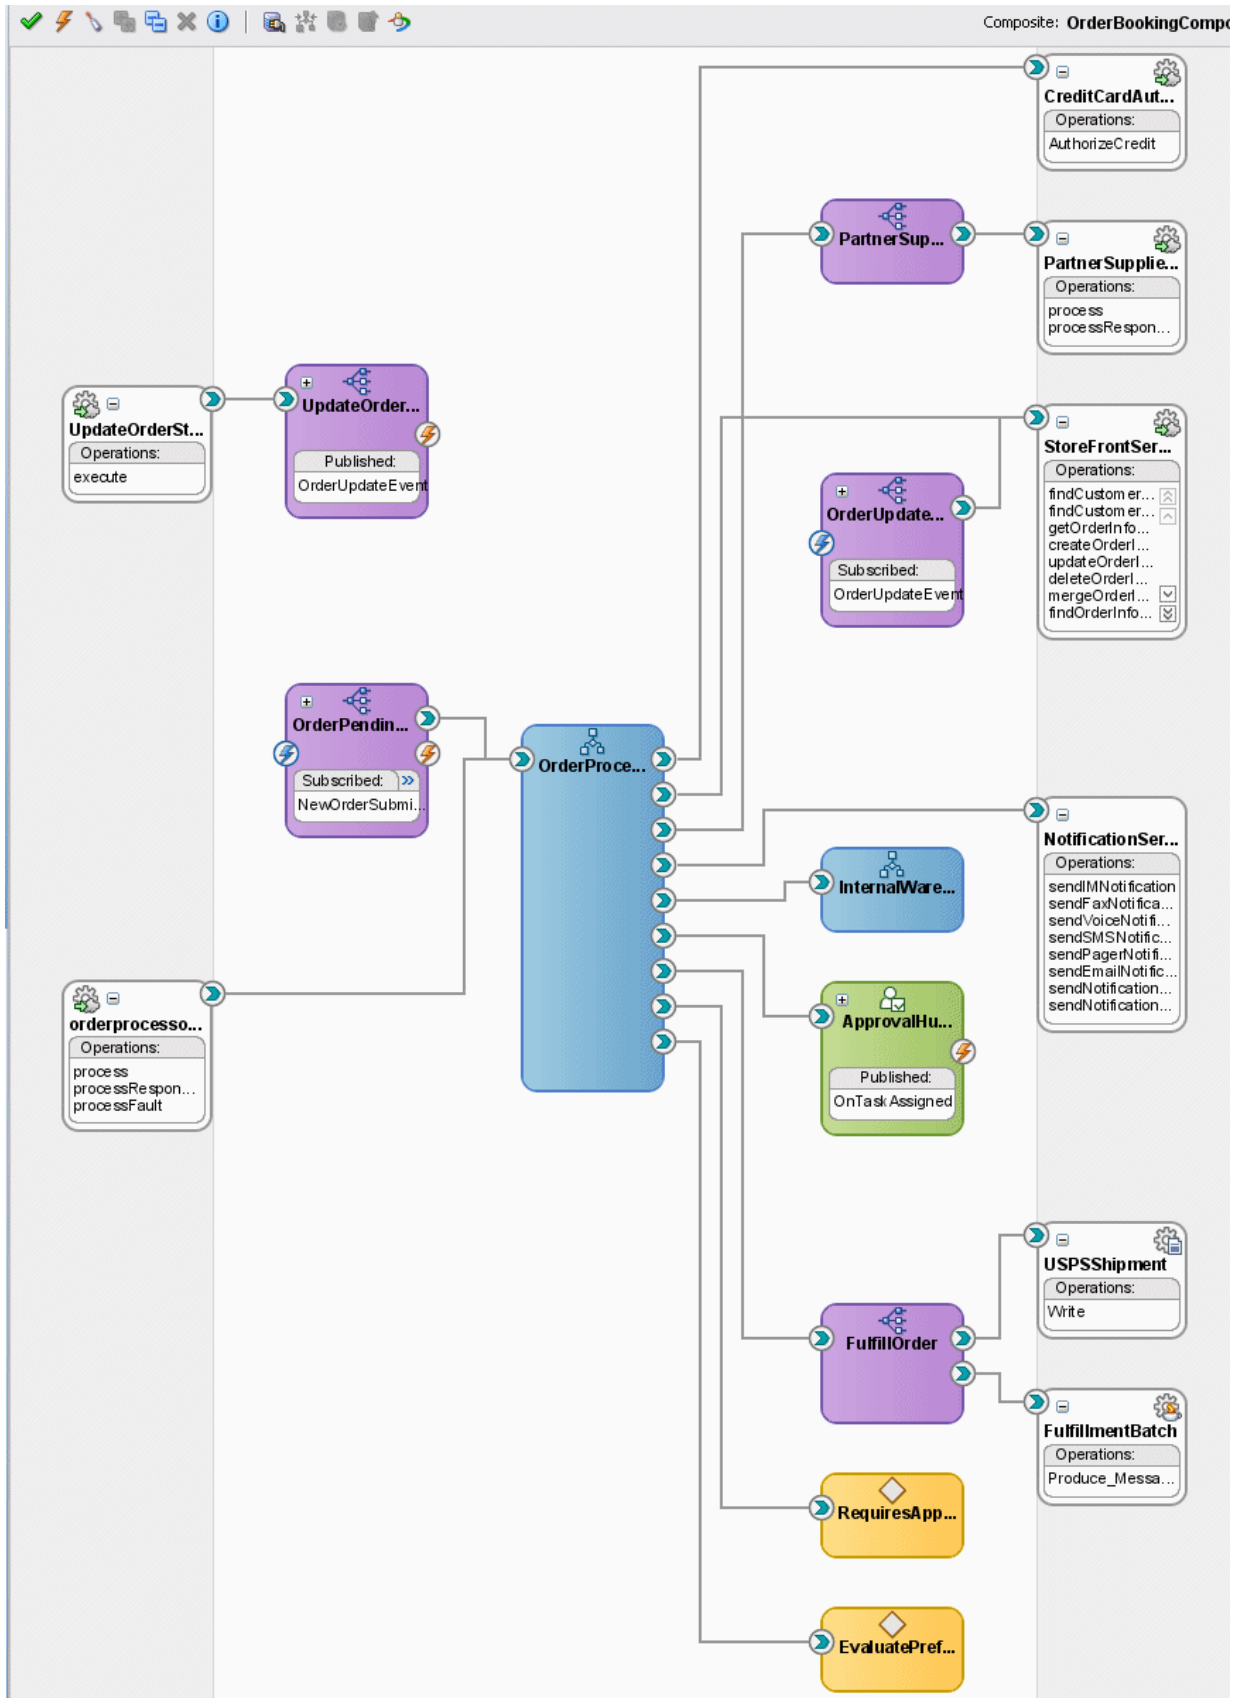 Composite: OrderBookingCompo
CreditCardAut...
Operations:
AuthorizeCredit
PartnerSup...
PartnerSupplie...
Operations:
process
processRespon...
UpdateOrderSt...
Operations:
execute
UpdateOrder...
Published:
OrderUpdateEvent
StoreFrontSer...
Operations:
findCustomer...
findCustomer...
getOrderInfo...
createOrderI...
updateOrderI...
deleteOrderI...
mergeOrderI...
findOrderInfo...
OrderUpdate...
Subscribed:
OrderUpdateEvent
OrderPendin...
Subscribed: »
NewOrderSubmi...
OrderProce...
NotificationSer...
Operations:
sendIMNotification
sendFaxNotifica...
sendVoiceNotifi...
sendSMSNotific...
sendPagerNotifi...
sendEmailNotific...
sendNotification...
sendNotification...
InternalWare...
orderprocesso...
Operations:
process
processRespon...
processFault
ApprovalHu...
Published:
OnTaskAssigned
USPSShipment
Operations:
Write
FulfillOrder
FulfillmentBatch
Operations:
Produce_Messa...
RequiresApp...
EvaluatePref...